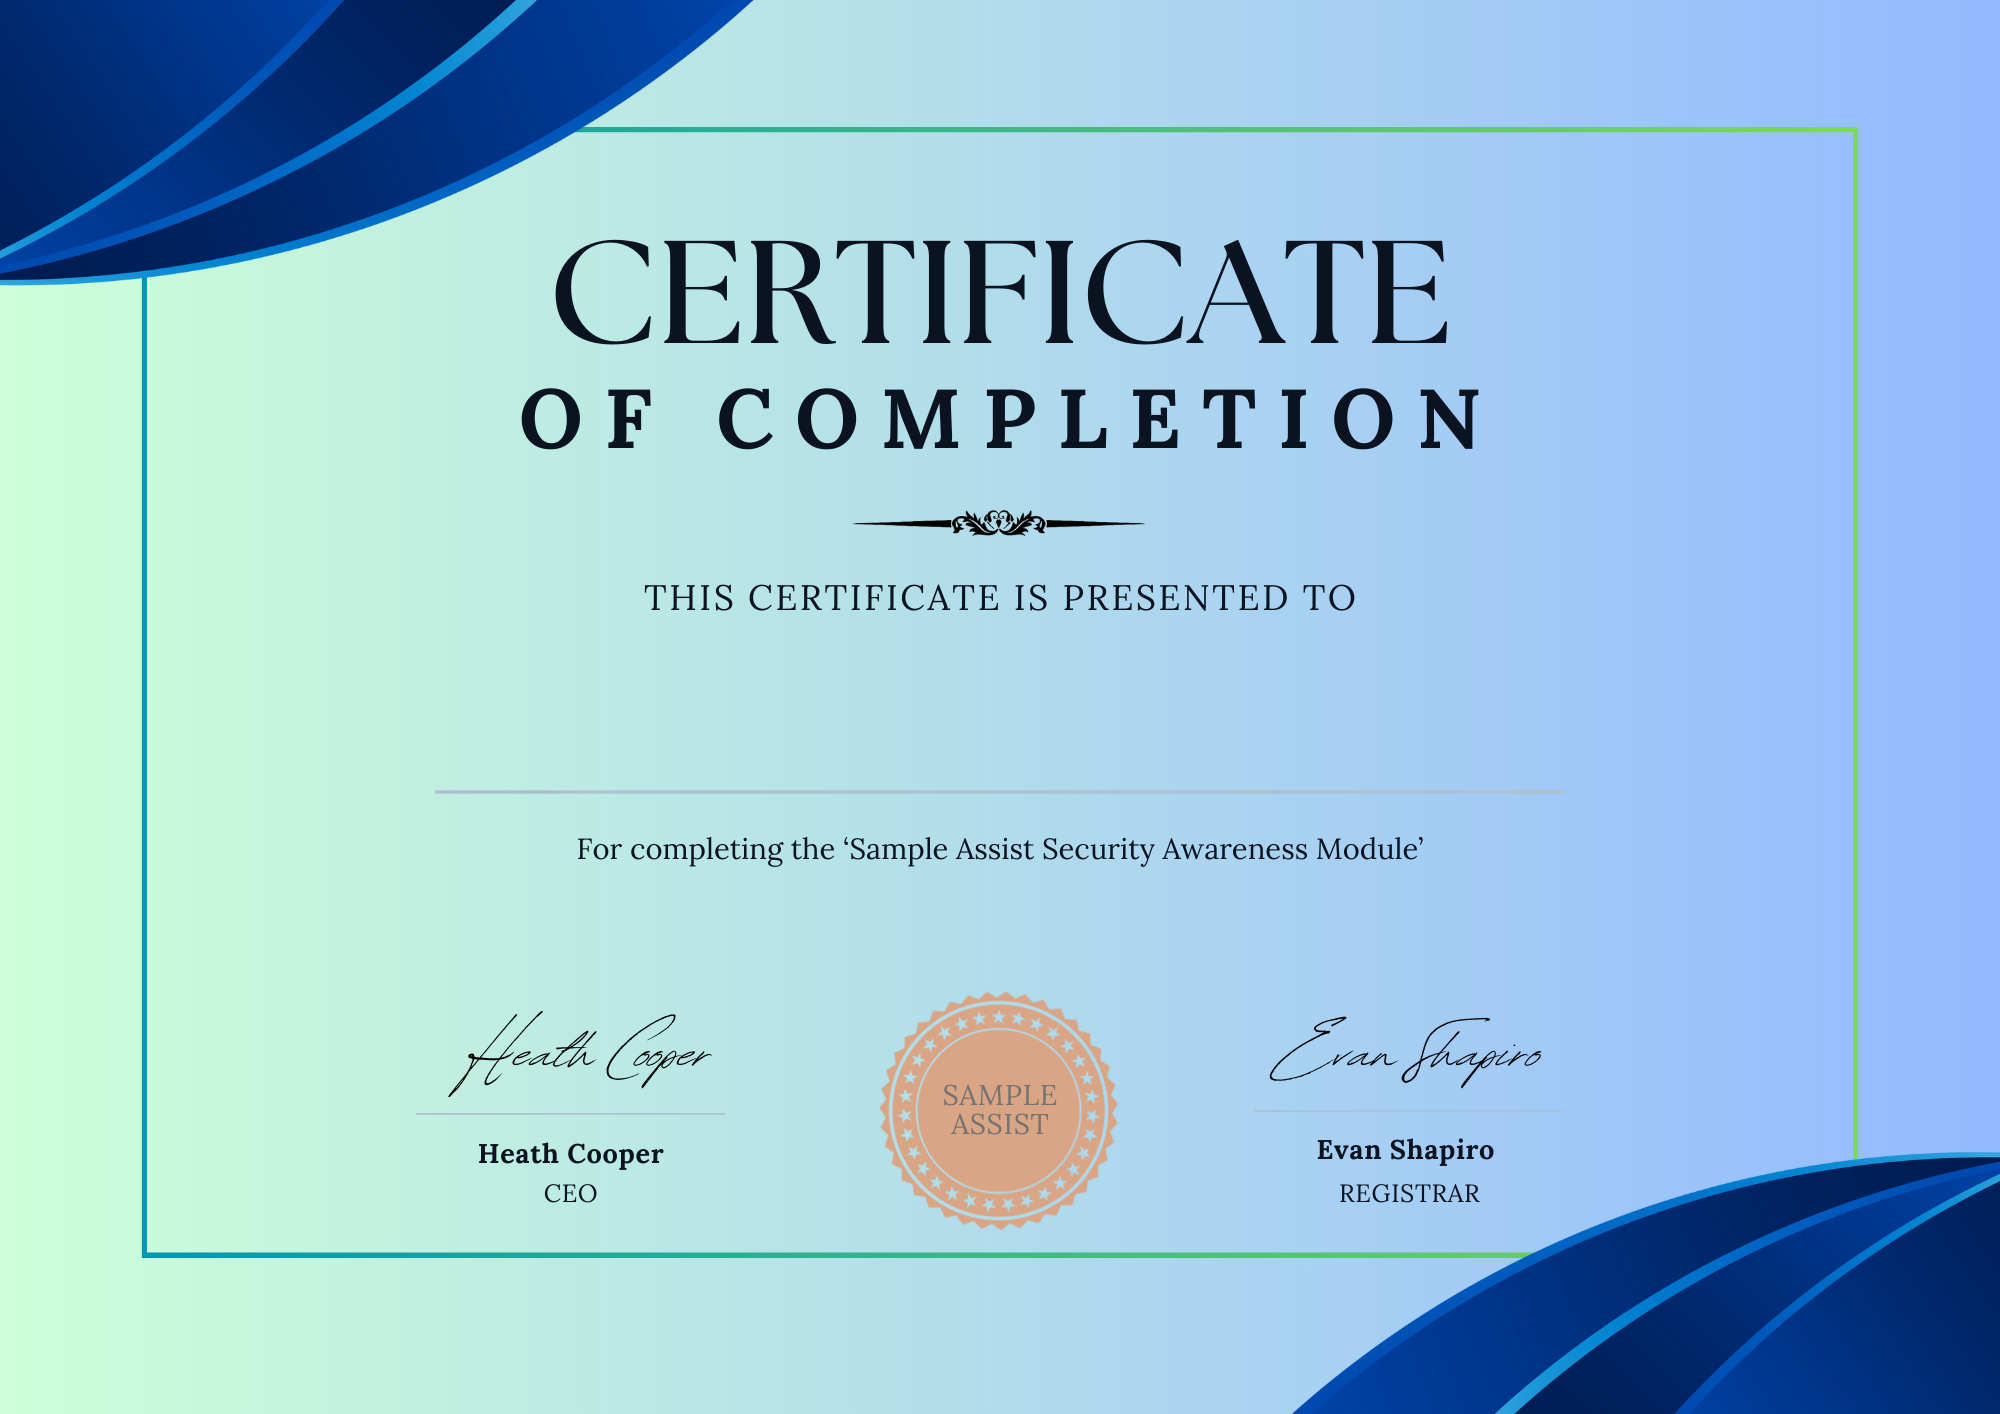 CERTIFICATE
OF COMPLETION
THIS CERTIFICATE IS PRESENTED TO
For completing the ‘Sample Assist Security Awareness Module’
Heath Cooper
Evan Shapiro
SAMPLE
ASSIST
Heath Cooper
CEO
Evan Shapiro
REGISTRAR